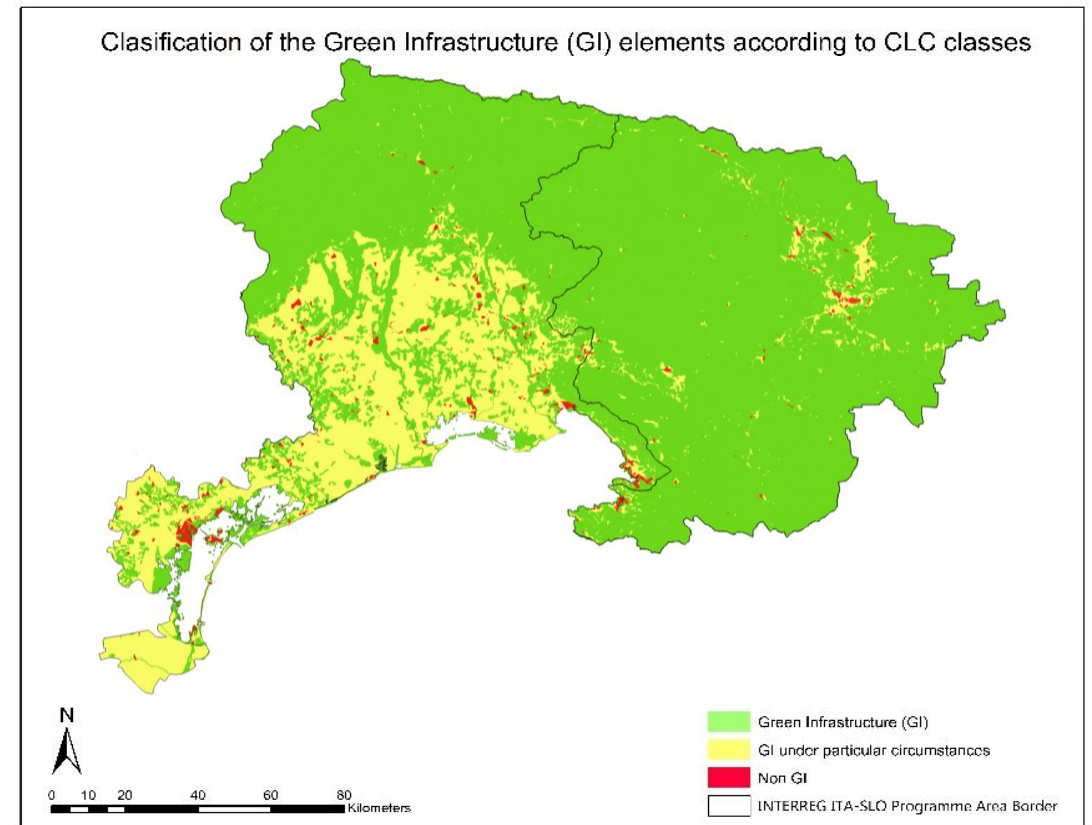 Clasification of the Green Infrastructure (GI) elements according to CLC classes
Green Infrastructure (GI)
GI under particular circumstances
Non GI
INTERREG ITA-SLO Programme Area Border
N
0 10 20 40 60 80
Kilometers